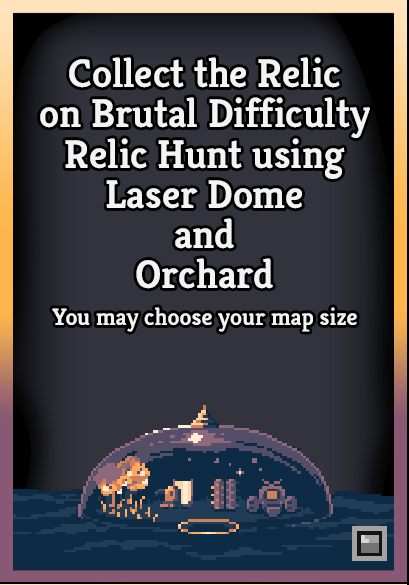 Collect the Relic
on Brutal Difficulty
Relic Hunt using
Laser Dome
and
Orchard
You may choose your map size